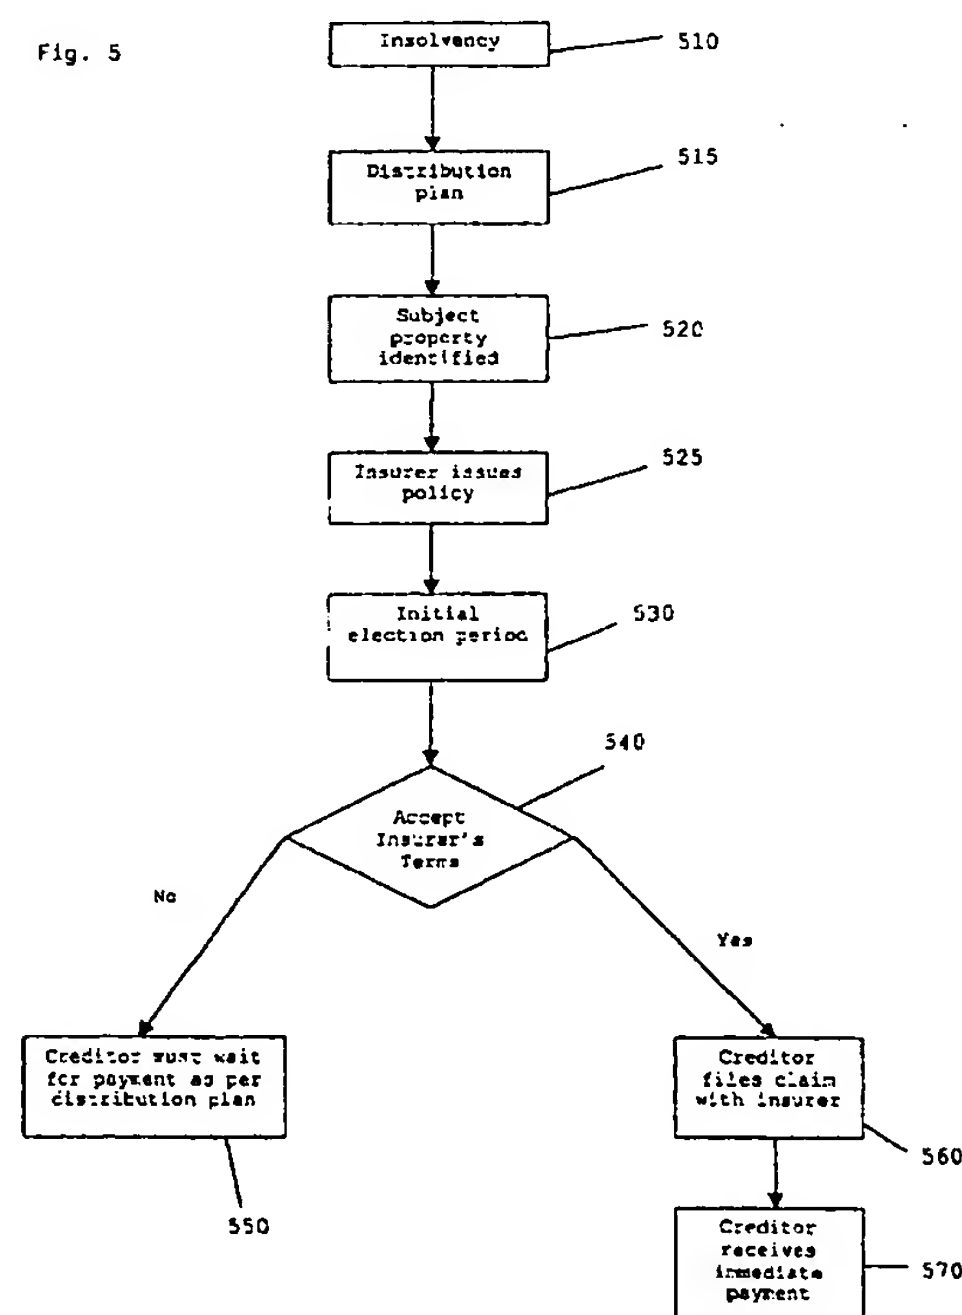 Fig. 5
Insolvency
510
Distribution
plan
515
Subject
property
identified
520
Insurer issues
policy
525
Initial
election period
530
540
Accept
Insurer's
Terms
No
Yes
Creditor must wait
for payment as per
distribution plan
550
Creditor
files claim
with insurer
560
Creditor
receives
immediate
payment
570